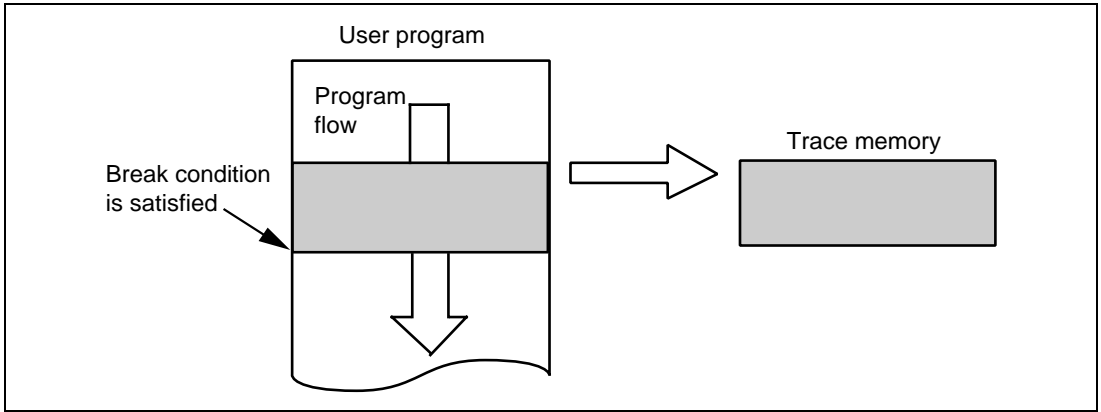 User program
Program
flow
Trace memory
Break condition
is satisfied